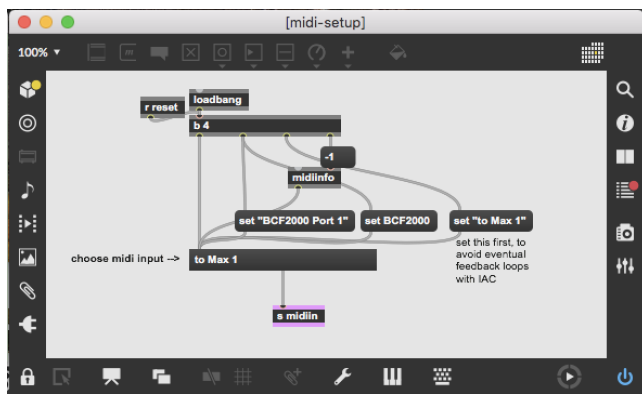 [midi-setup]
100%
loadbang
r reset
b 4
-1
midiinfo
set "BCF2000 Port 1"
set BCF2000
set "to Max 1"
set this first, to
avoid eventual
feedback loops
with IAC
choose midi input -->
to Max 1
s midiin